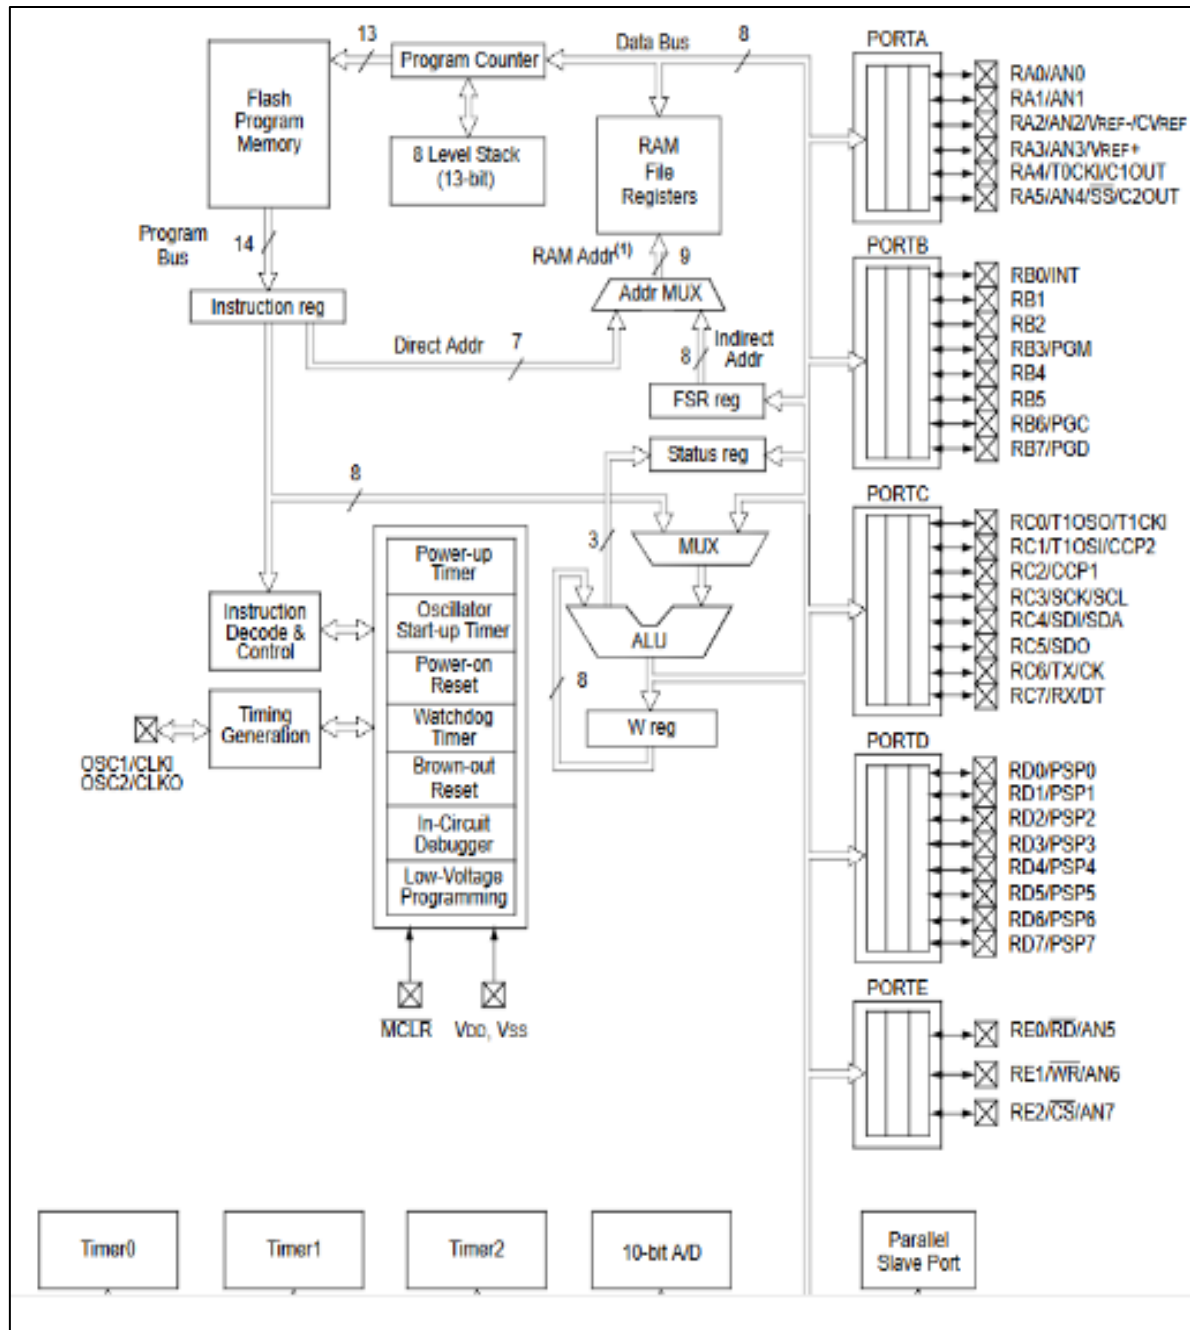 13
Data Bus
8
PORTA
Program Counter
Flash
Program
Memory
8 Level Stack
(13-bit)
RAM
File
Registers
RA0/AN0
RA1/AN1
RA2/AN2/VREF-/CVREF
RA3/AN3/VREF+
RA4/T0CKI/C1OUT
RA5/AN4/SS/C2OUT
Program
Bus
14
RAM Addr(1)
9
PORTB
Instruction reg
Addr MUX
Direct Addr
7
8
Indirect
Addr
FSR reg
Status reg
RB0/INT
RB1
RB2
RB3/PGM
RB4
RB5
RB6/PGC
RB7/PGD
8
PORTC
3
MUX
Power-up
Timer
Oscillator
Start-up Timer
Power-on
Reset
Watchdog
Timer
Brown-out
Reset
In-Circuit
Debugger
Low-Voltage
Programming
Instruction
Decode &
Control
ALU
8
W reg
Timing
Generation
OSC1/CLKI
OSC2/CLKO
RC0/T1OSO/T1CKI
RC1/T1OSI/CCP2
RC2/CCP1
RC3/SCK/SCL
RC4/SDI/SDA
RC5/SDO
RC6/TX/CK
RC7/RX/DT
PORTD
RD0/PSP0
RD1/PSP1
RD2/PSP2
RD3/PSP3
RD4/PSP4
RD5/PSP5
RD6/PSP6
RD7/PSP7
MCLR
VDD, VSS
PORTE
RE0/RD/AN5
RE1/WR/AN6
RE2/CS/AN7
Timer0
Timer1
Timer2
10-bit A/D
Parallel
Slave Port